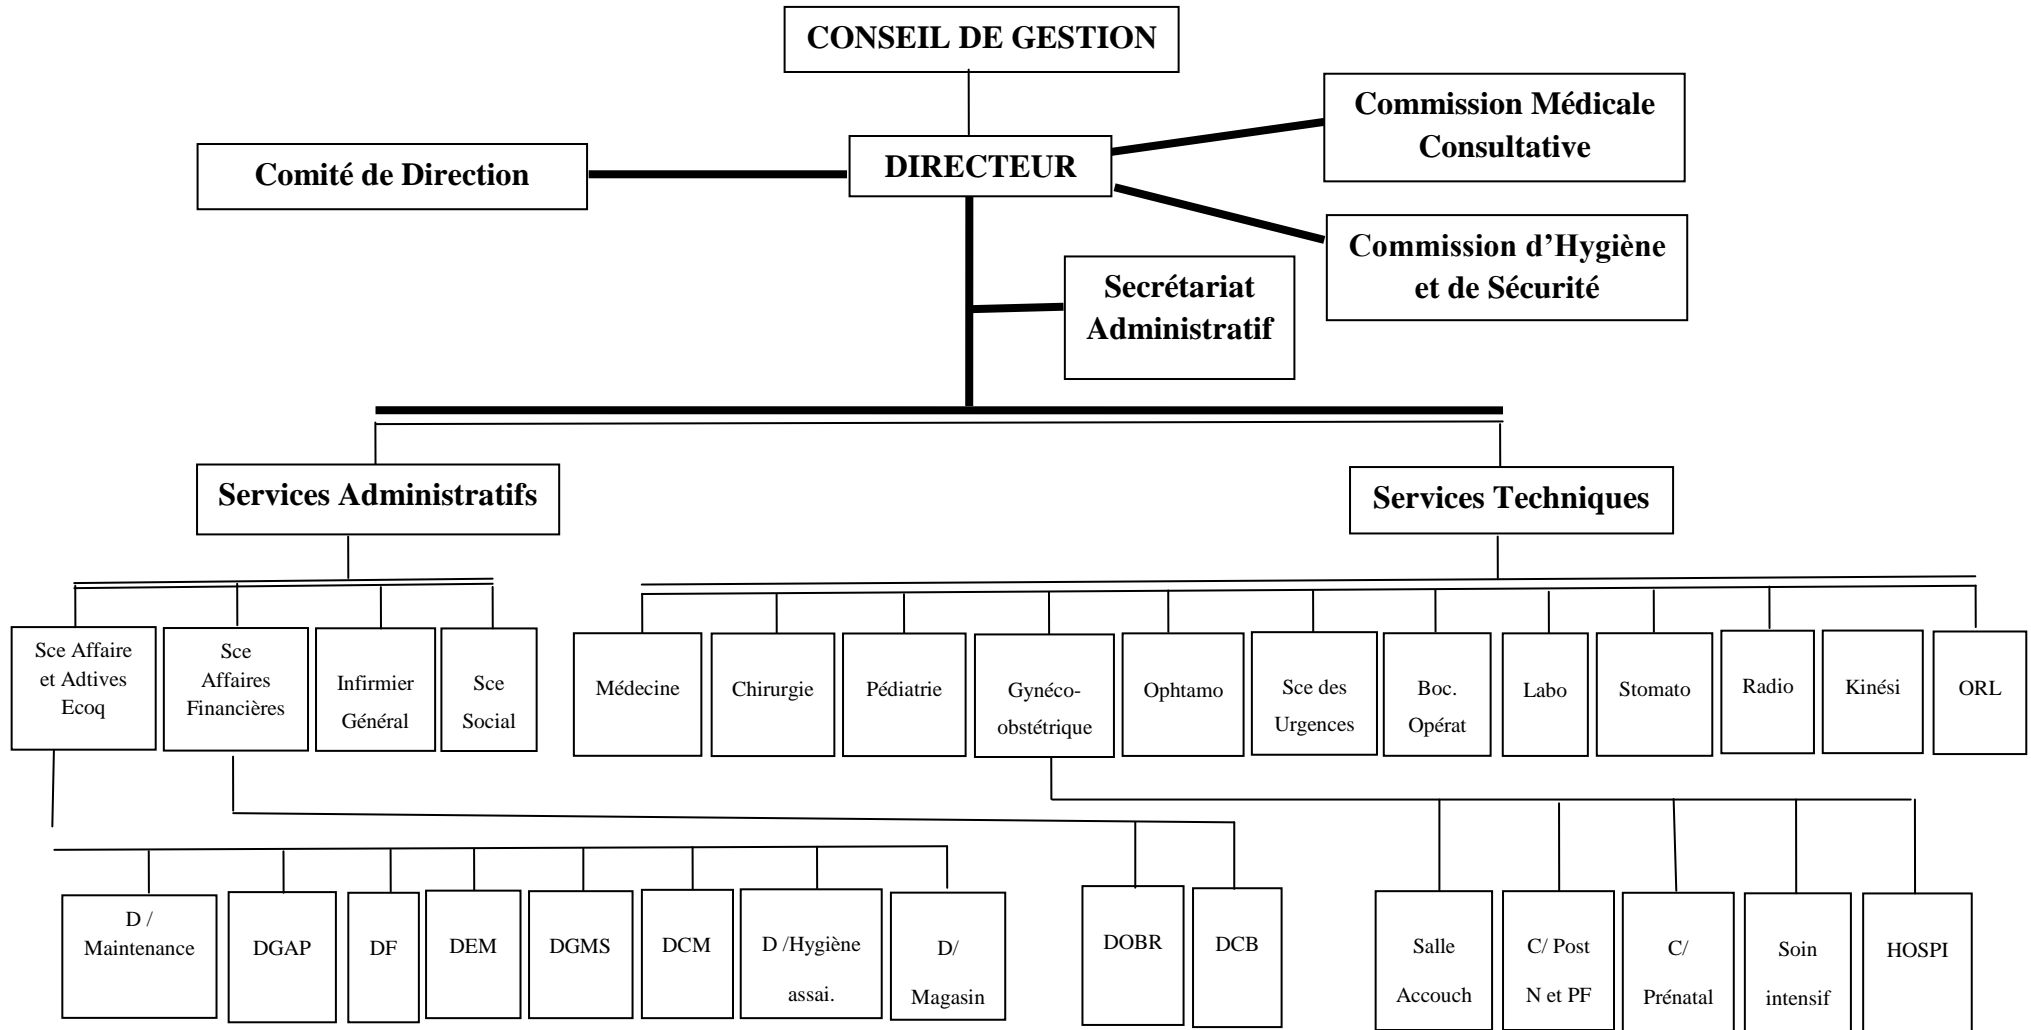 CONSEIL DE GESTION
Commission Médicale
Consultative
Comité de Direction
DIRECTEUR
Commission d’Hygiène
et de Sécurité
Secrétariat
Administratif
Services Administratifs
Services Techniques
Sce Affaire
et Adtives
Ecoq
Sce
Affaires
Financières
Infirmier
Général
Sce
Social
Médecine
Chirurgie
Pédiatrie
Gynéco-
obstétrique
Ophtamo
Sce des
Urgences
Boc.
Opérat
Labo
Stomato
Radio
Kinési
ORL
D /
Maintenance
DGAP
DF
DEM
DGMS
DCM
D /Hygiène
assai.
D/
Magasin
DOBR
DCB
Salle
Accouch
C/ Post
N et PF
C/
Prénatal
Soin
intensif
HOSPI